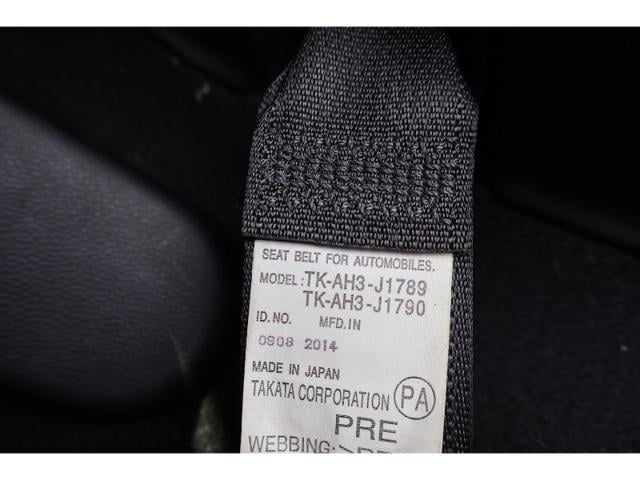 SEAT BELT FOR AUTOMOBILES.
MODEL:TK-AH3-J1789
TK-AH3-J1790
ID.NO. MFD.IN
0908 2014
MADE IN JAPAN
TAKATA CORPORATION PA
PRE
WEBBING: